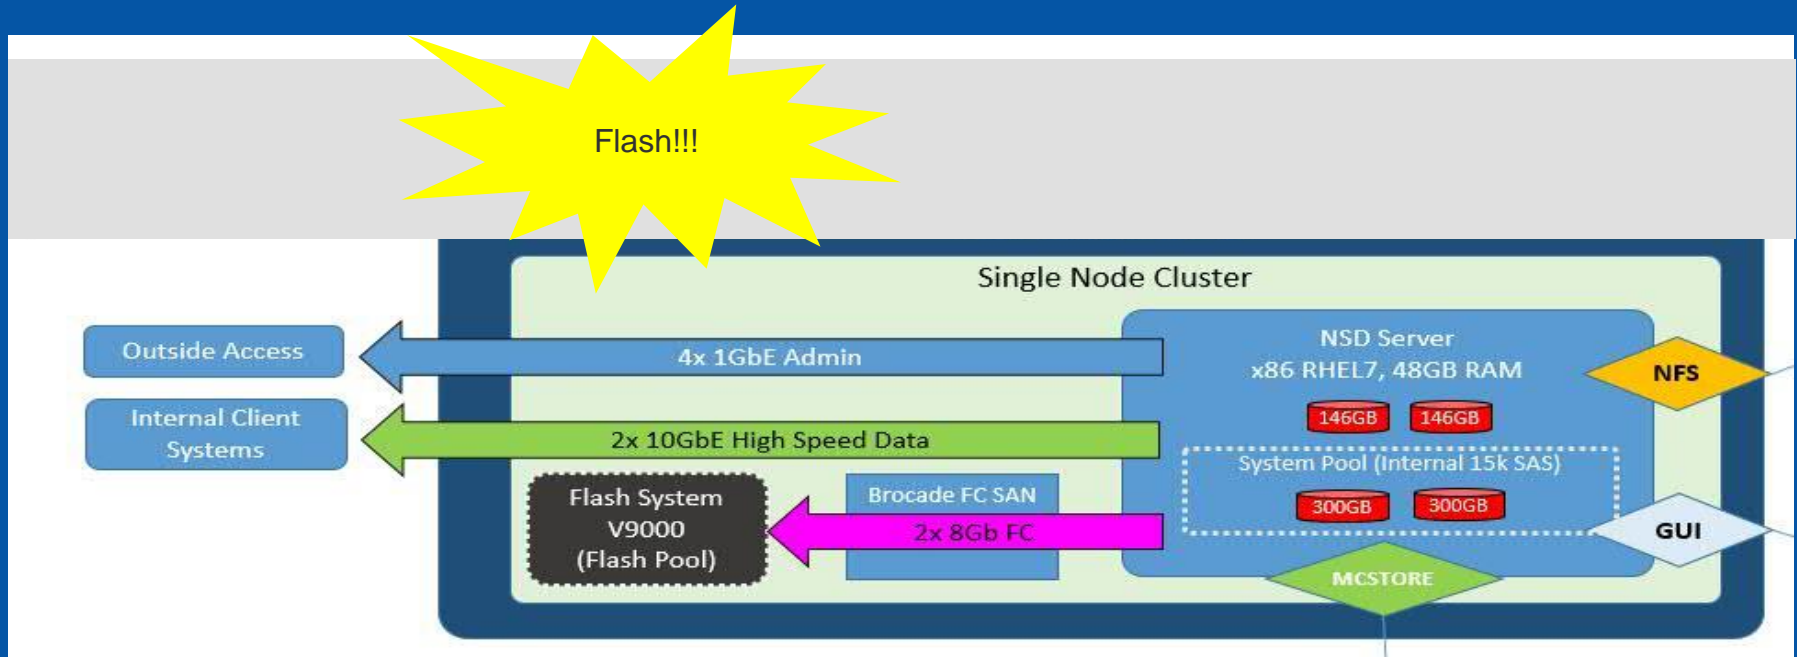 Flash!!!
Single Node Cluster
Outside Access
4x 1GbE Admin
NSD Server
x86 RHEL7, 48GB RAM
NFS
Internal Client
Systems
2x 10GbE High Speed Data
146GB
146GB
System Pool (Internal 15k SAS)
300GB
300GB
Flash System
V9000
(Flash Pool)
Brocade FC SAN
2x 8Gb FC
GUI
MCSTORE